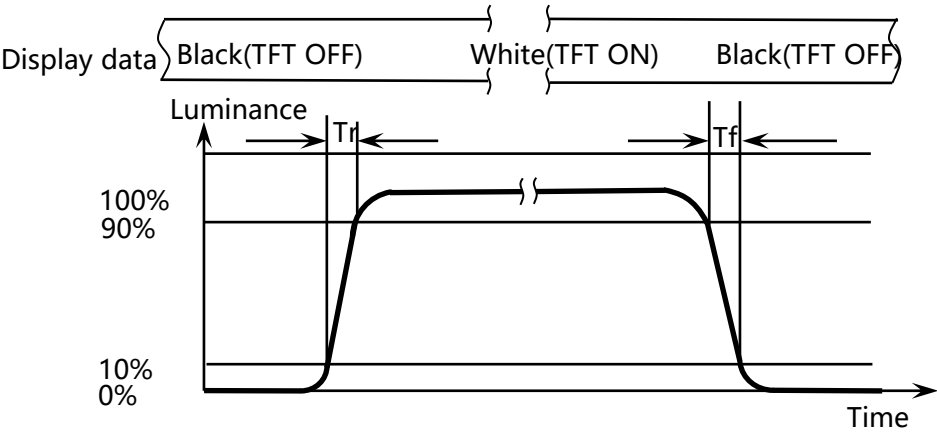 Display data Black(TFT OFF) White(TFT ON) Black(TFT OFF)
Luminance
Tr Tf
100%
90%
10%
0%
Time